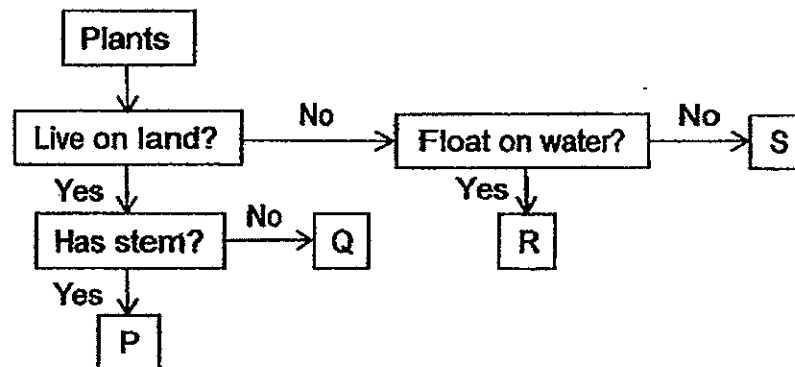 Plants
Live on land?
No
Float on water?
No
S
Yes
Yes
Has stem?
No
Q
R
Yes
P